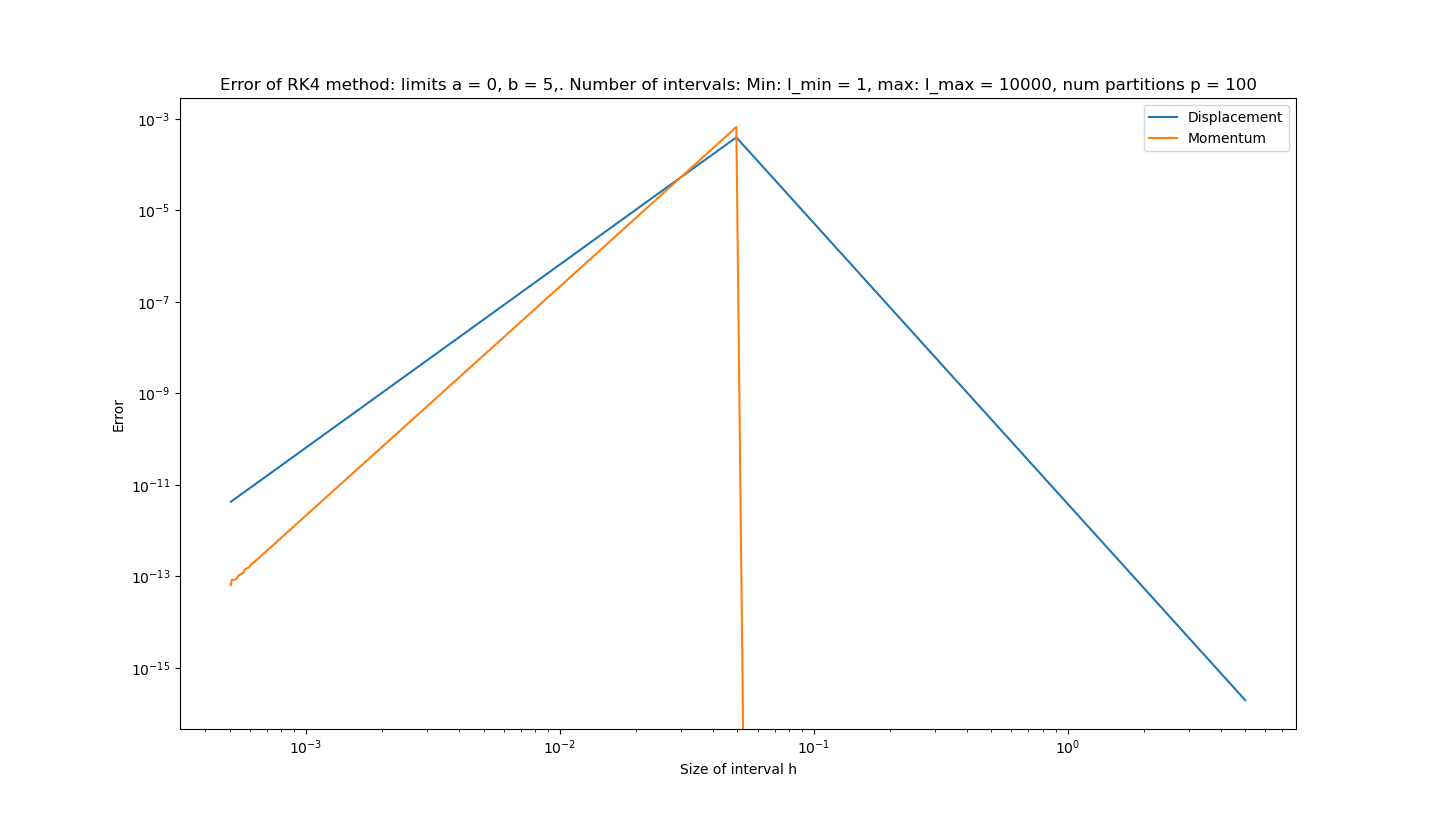 Error of RK4 method: limits a = 0, b = 5,. Number of intervals: Min: I_min = 1, max: I_max = 10000, num partitions p = 100
Displacement
Momentum
10⁻³
10⁻⁵
10⁻⁷
10⁻⁹
10⁻¹¹
10⁻¹³
10⁻¹⁵
Error
10⁻³ 10⁻² 10⁻¹ 10⁰
Size of interval h